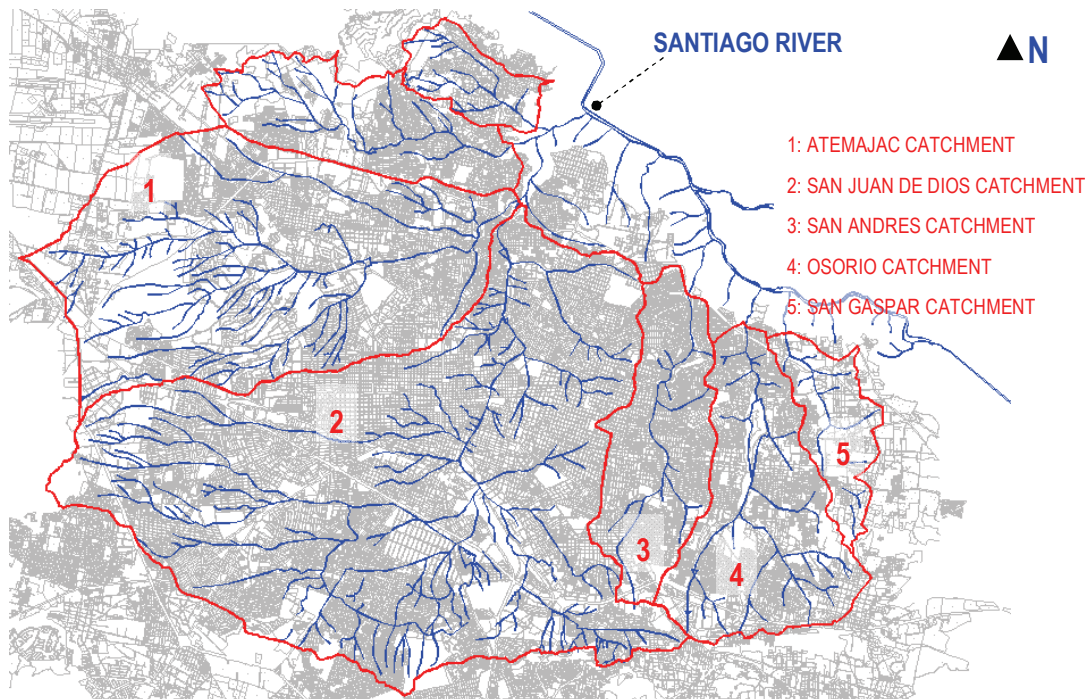 SANTIAGO RIVER
N
1: ATEMAJAC CATCHMENT
2: SAN JUAN DE DIOS CATCHMENT
3: SAN ANDRES CATCHMENT
4: OSORIO CATCHMENT
5: SAN GASPAR CATCHMENT
1
2
5
3
4